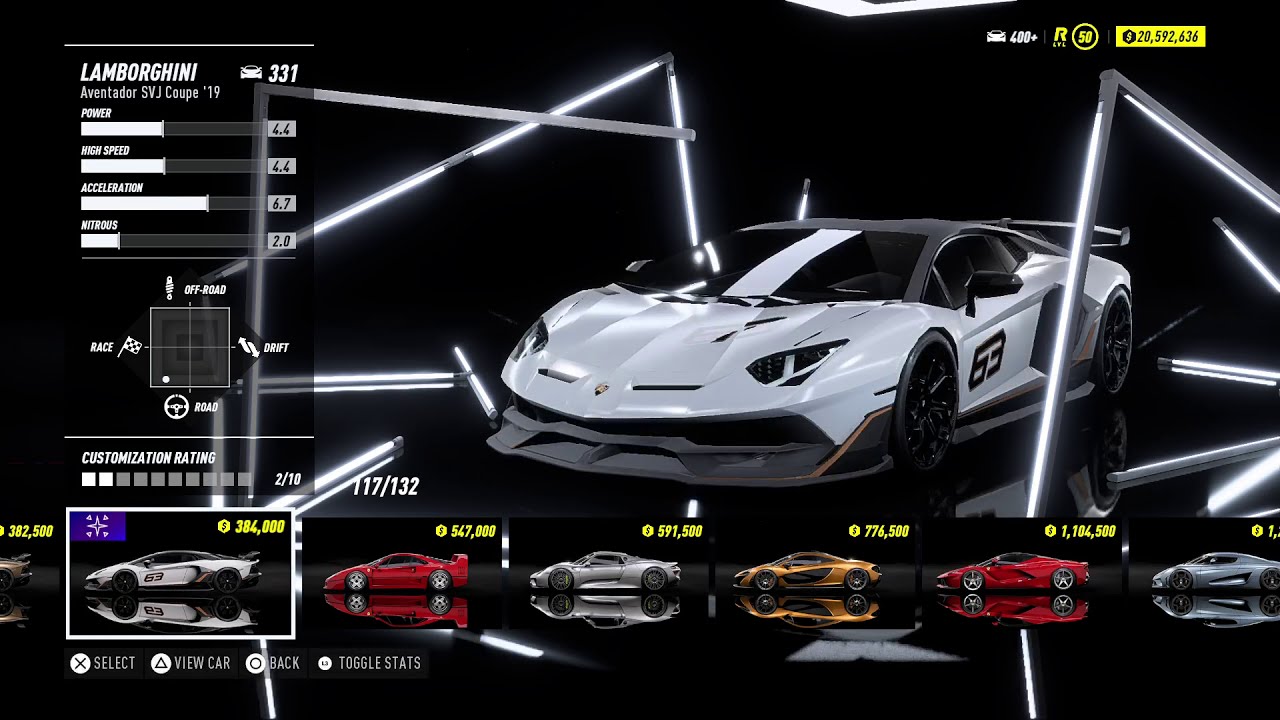 400+ R LVL 50 20,592,636
LAMBORGHINI 331
Aventador SVJ Coupe '19
POWER
4.4
HIGH SPEED
4.4
ACCELERATION
6.7
NITROUS
2.0
OFF-ROAD
RACE
DRIFT
ROAD
CUSTOMIZATION RATING
2/10
117/132
63
382,500
384,000
547,000
591,500
776,500
1,104,500
63
SELECT VIEW CAR BACK L3 TOGGLE STATS